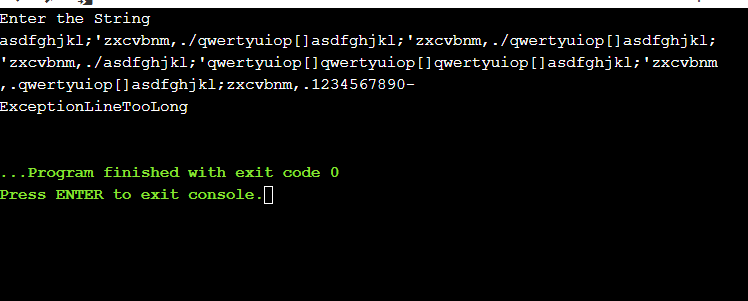 Enter the String
asdfghjkl;'zxcvbnm,./qwertyuiop[]asdfghjkl;'zxcvbnm,./qwertyuiop[]asdfghjkl;
'zxcvbnm,./asdfghjkl;'qwertyuiop[]qwertyuiop[]qwertyuiop[]asdfghjkl;'zxcvbnm
,.qwertyuiop[]asdfghjkl;zxcvbnm,.1234567890-
ExceptionLineTooLong
...Program finished with exit code 0
Press ENTER to exit console.